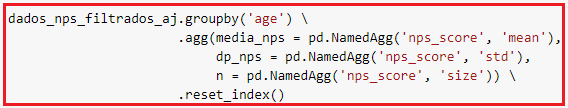 dados_nps_filtrados_aj.groupby('age') \
.agg(media_nps = pd.NamedAgg('nps_score', 'mean'),
dp_nps = pd.NamedAgg('nps_score', 'std'),
n = pd.NamedAgg('nps_score', 'size')) \
.reset_index()